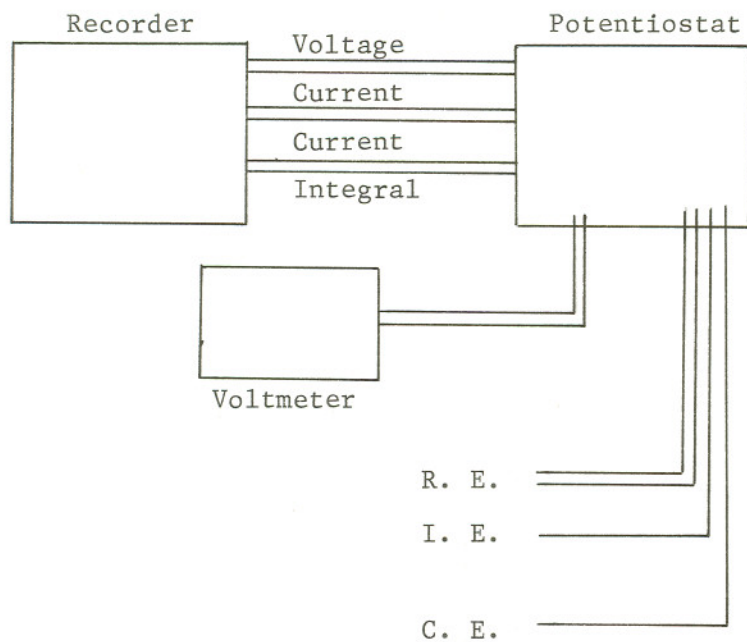 Recorder
Potentiostat
Voltage
Current
Current
Integral
Voltmeter
R. E.
I. E.
C. E.